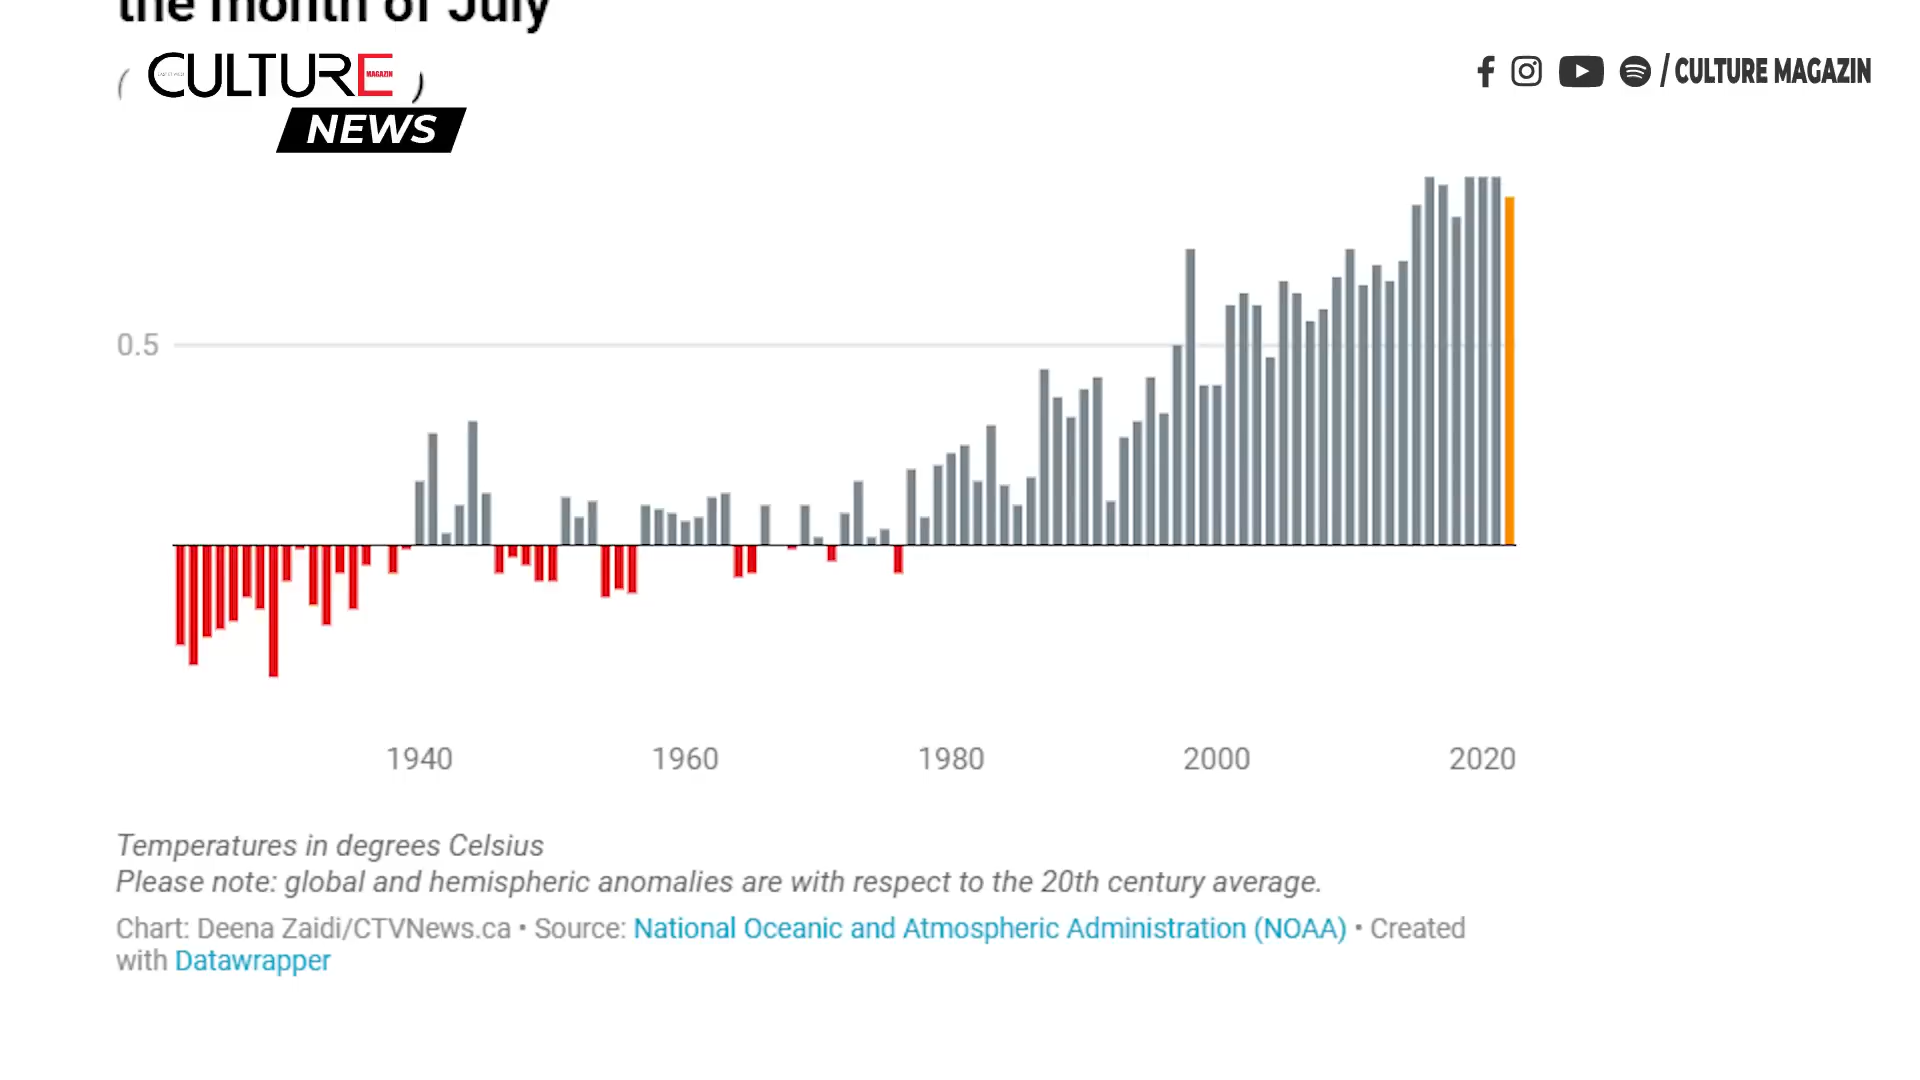 the month of July
( CULTURE MAGAZIN )
NEWS
/ CULTURE MAGAZIN
0.5
1940 1960 1980 2000 2020
Temperatures in degrees Celsius
Please note: global and hemispheric anomalies are with respect to the 20th century average.
Chart: Deena Zaidi/CTVNews.ca • Source: National Oceanic and Atmospheric Administration (NOAA) • Created
with Datawrapper